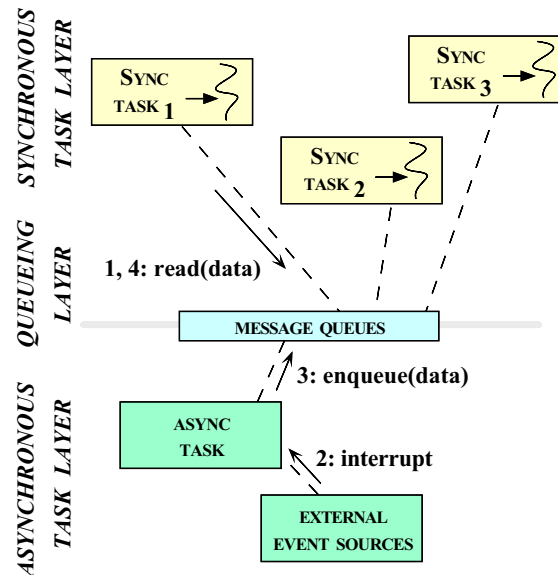 SYNCHRONOUS
TASK LAYER
SYNC
TASK 1
SYNC
TASK 2
SYNC
TASK 3
1, 4: read(data)
QUEUEING
LAYER
MESSAGE QUEUES
3: enqueue(data)
ASYNCHRONOUS
TASK LAYER
ASYNC
TASK
2: interrupt
EXTERNAL
EVENT SOURCES